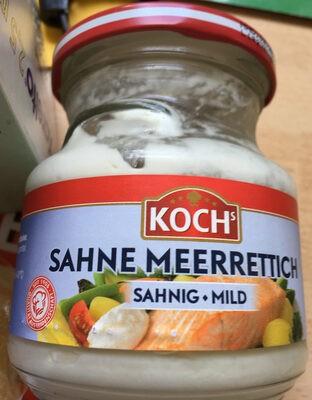 KOCHs
SAHNE MEERRETTICH
SAHNIG • MILD